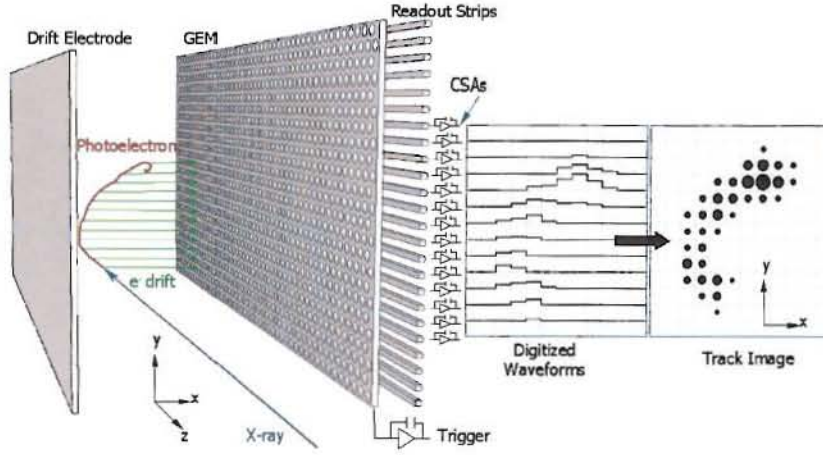 Readout Strips
Drift Electrode
GEM
CSAs
Photoelectron
e drift
y
x
z
X-ray
Digitized
Waveforms
y
x
Track Image
Trigger